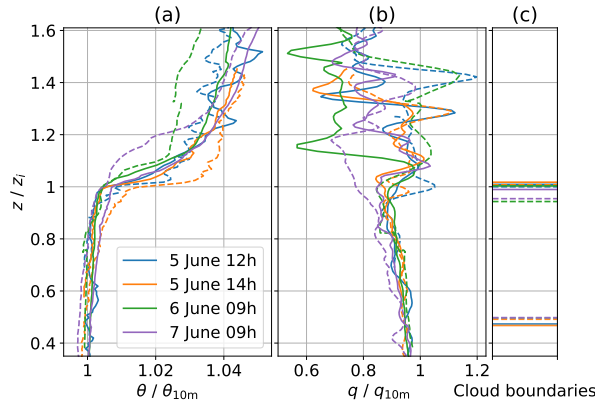 (a)
(b)
(c)
1.6
1.4
1.2
1.0
0.8
0.6
0.4
z / z_i
5 June 12h
5 June 14h
6 June 09h
7 June 09h
1 1.02 1.04
0.6 0.8 1
θ / θ_10m
q / q_10m
Cloud boundaries